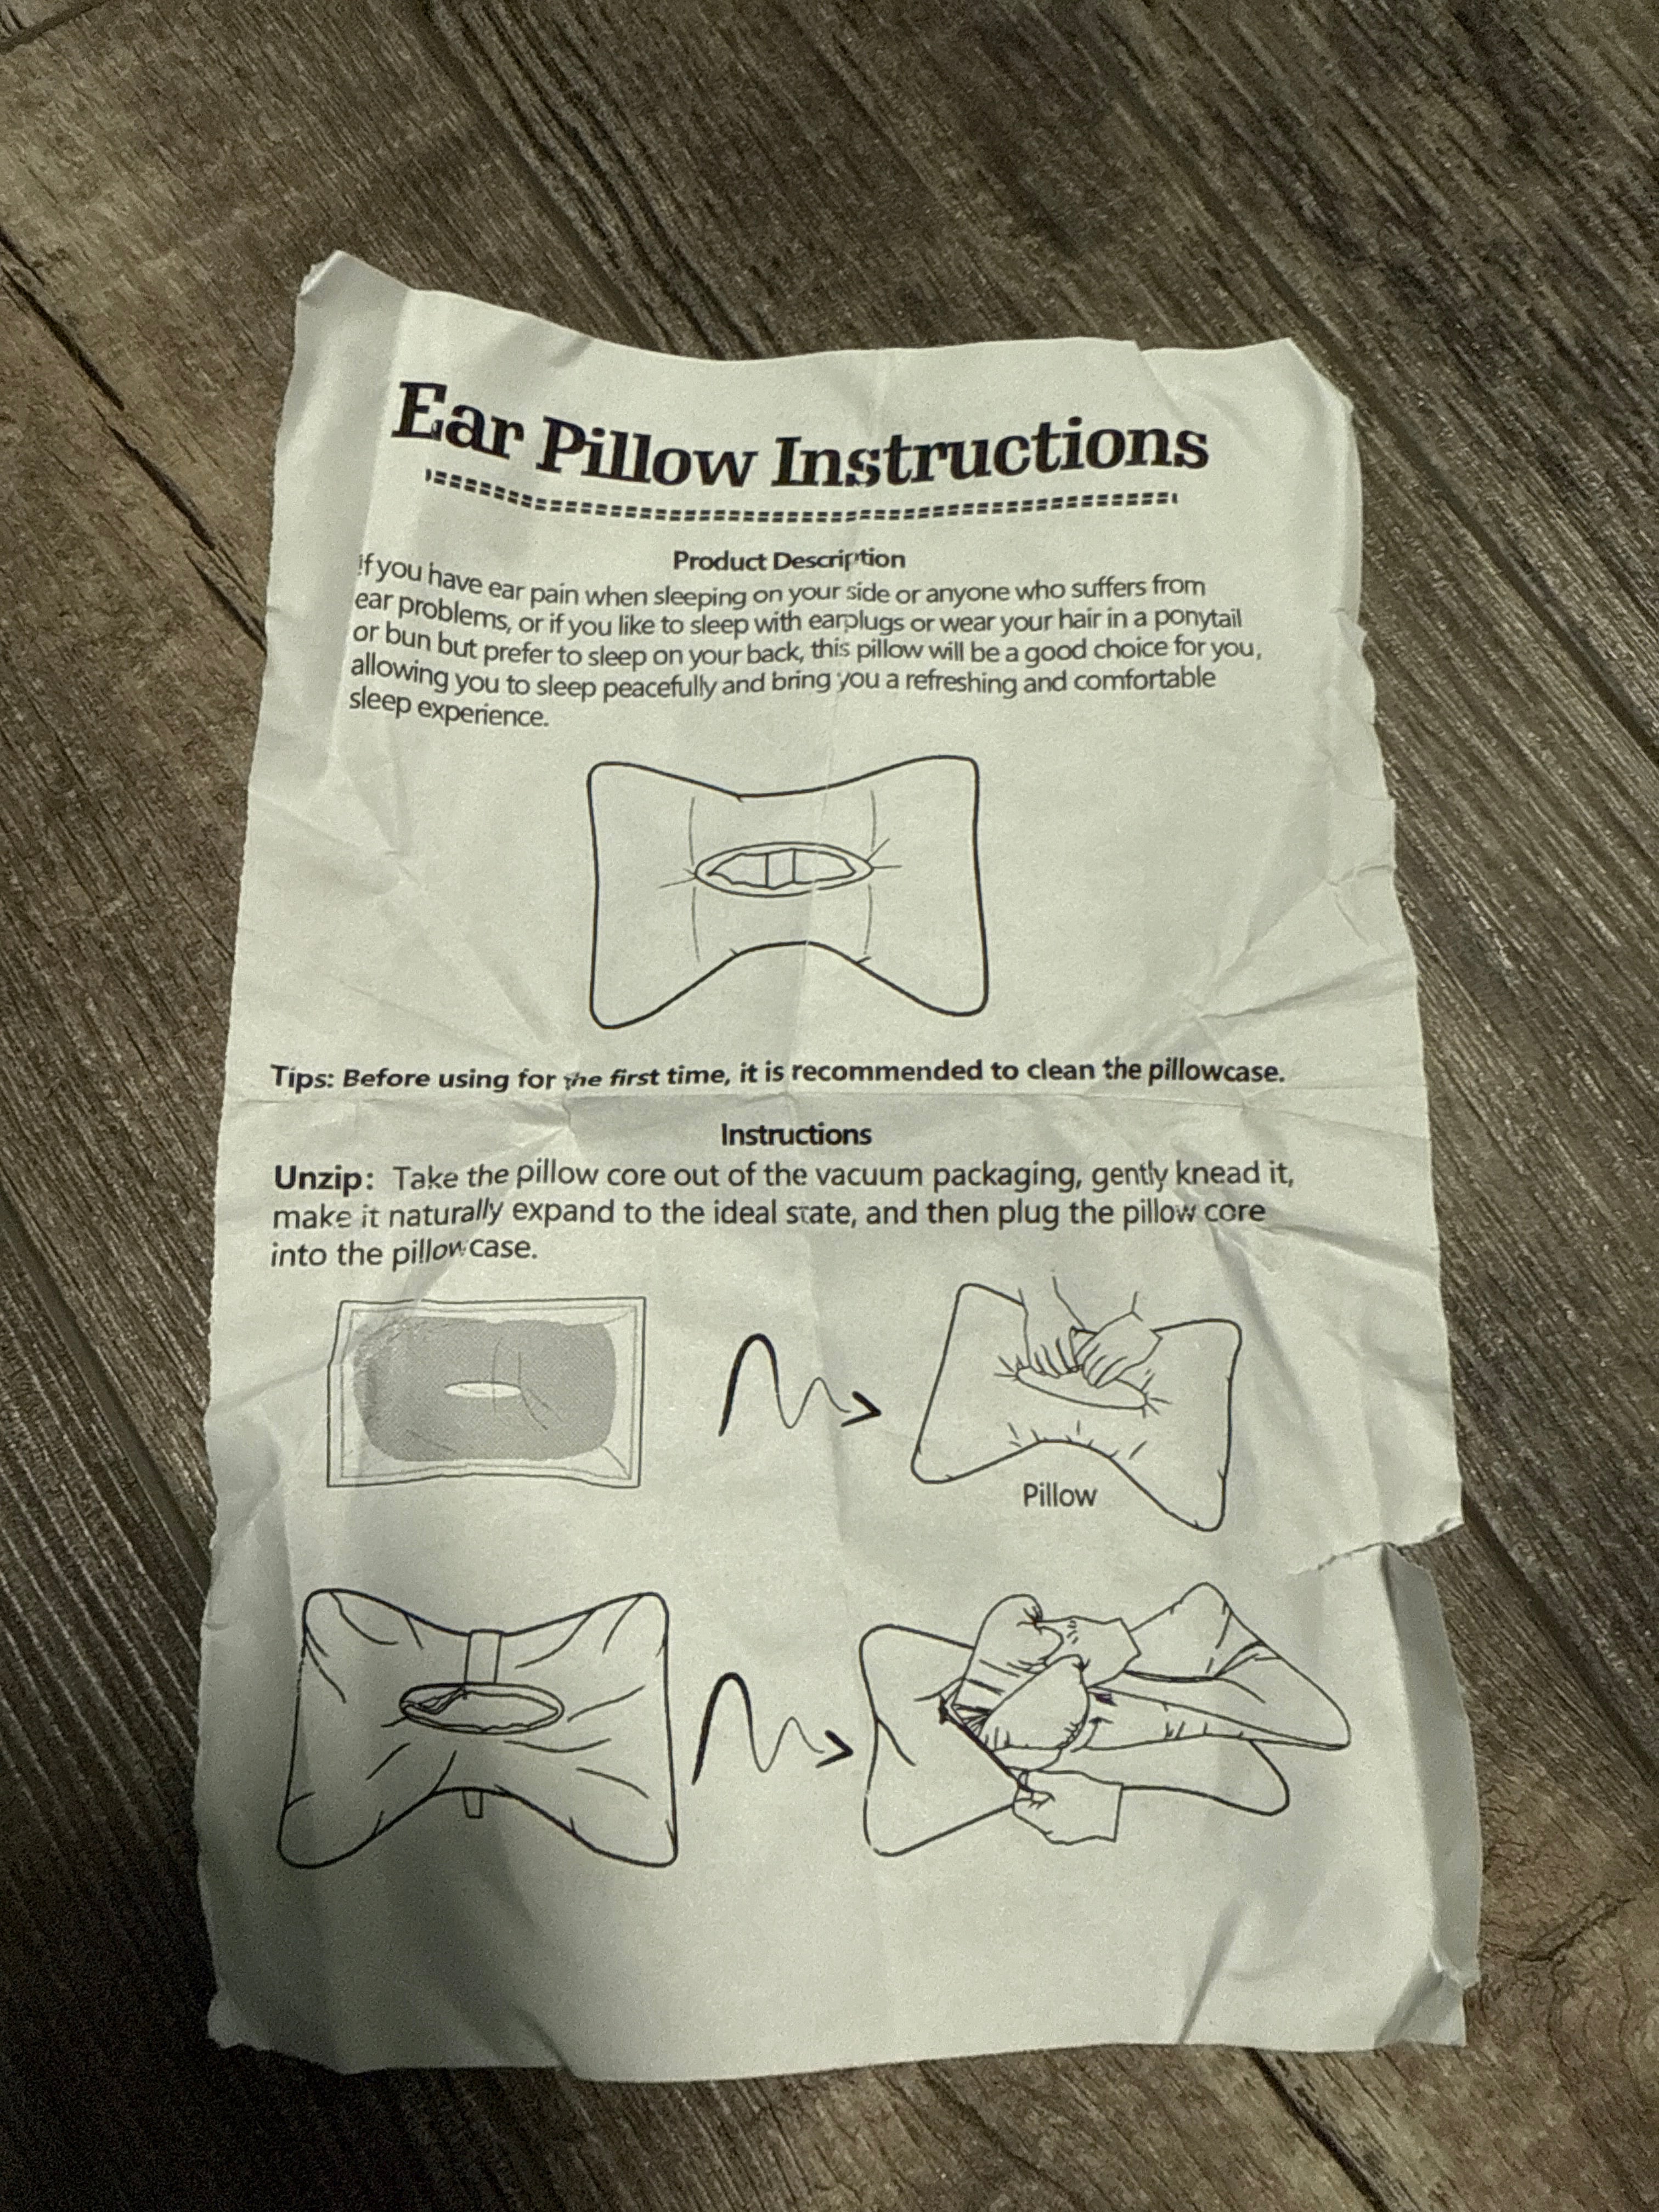 Ear Pillow Instructions
Product Description
If you have ear pain when sleeping on your side or anyone who suffers from
ear problems, or if you like to sleep with earplugs or wear your hair in a ponytail
or bun but prefer to sleep on your back, this pillow will be a good choice for you,
allowing you to sleep peacefully and bring you a refreshing and comfortable
sleep experience.
Tips: Before using for the first time, it is recommended to clean the pillowcase.
Instructions
Unzip: Take the pillow core out of the vacuum packaging, gently knead it,
make it naturally expand to the ideal state, and then plug the pillow core
into the pillowcase.
Pillow